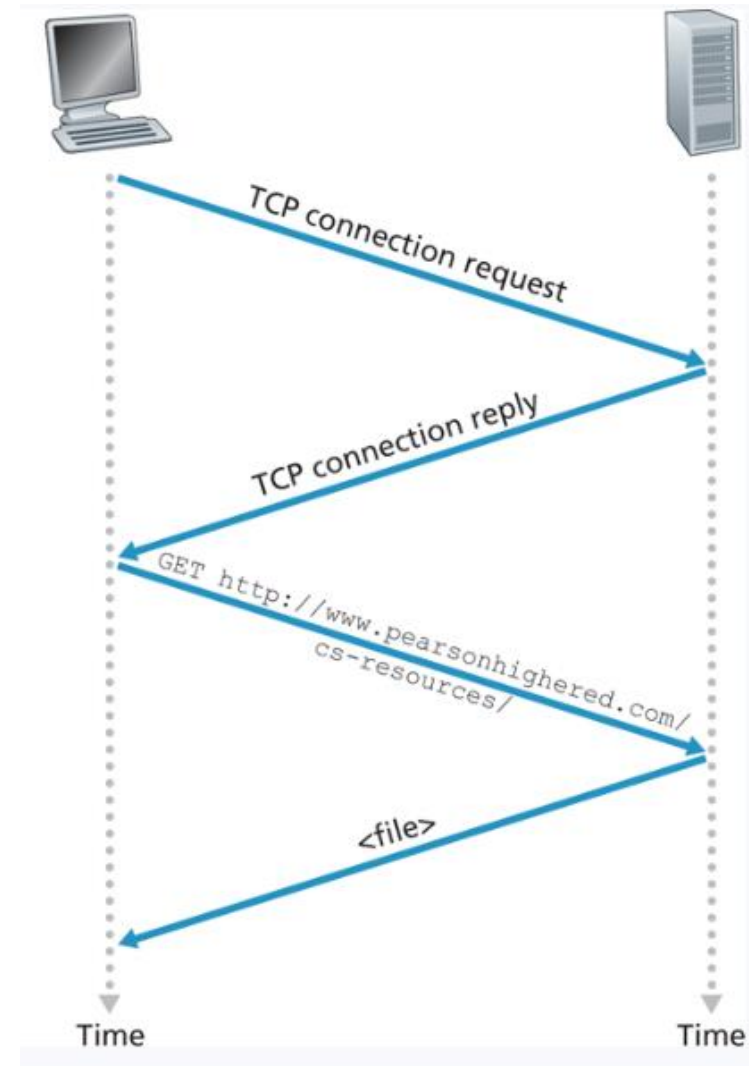 TCP connection request
TCP connection reply
GET http://www.pearsonhighered.com/
cs-resources/
<file>
Time
Time